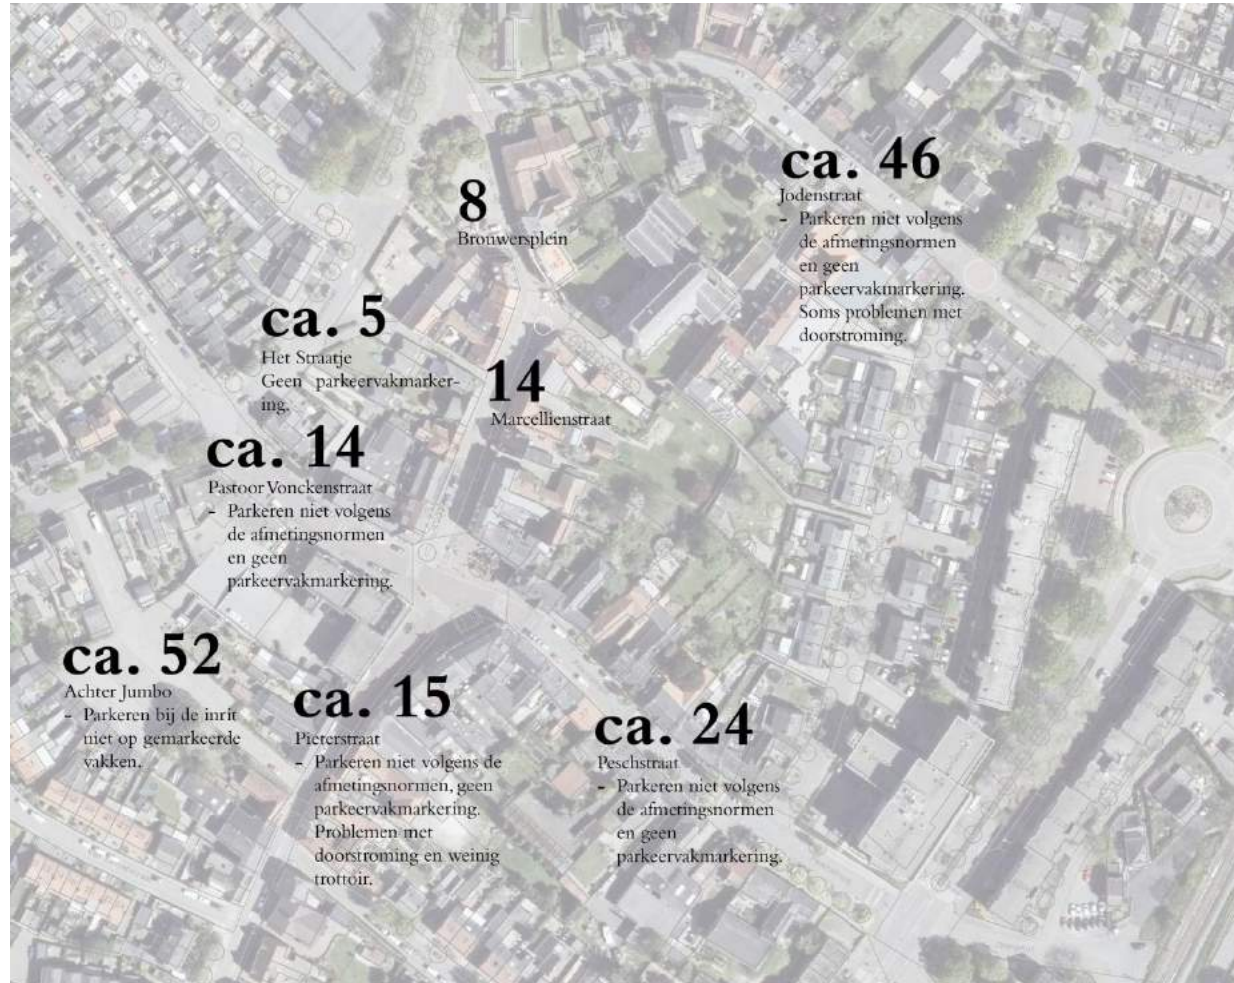 ca. 46
Jodenstraat
- Parkeren niet volgens
de afmetingsnormen
en geen
parkeervakmarkering.
Soms problemen met
doorstroming.
8
Brouwersplein
ca. 5
Het Straatje
Geen parkeervakmarker-
ing.
14
Marcellienstraat
ca. 14
Pastoor Vonckenstraat
- Parkeren niet volgens
de afmetingsnormen
en geen
parkeervakmarkering.
ca. 52
Achter Jumbo
- Parkeren bij de inrit
niet op gemarkeerde
vakken.
ca. 15
Pieterstraat
- Parkeren niet volgens de
afmetingsnormen, geen
parkeervakmarkering.
Problemen met
doorstroming en weinig
trottoir.
ca. 24
Peschstraat
- Parkeren niet volgens
de afmetingsnormen
en geen
parkeervakmarkering.